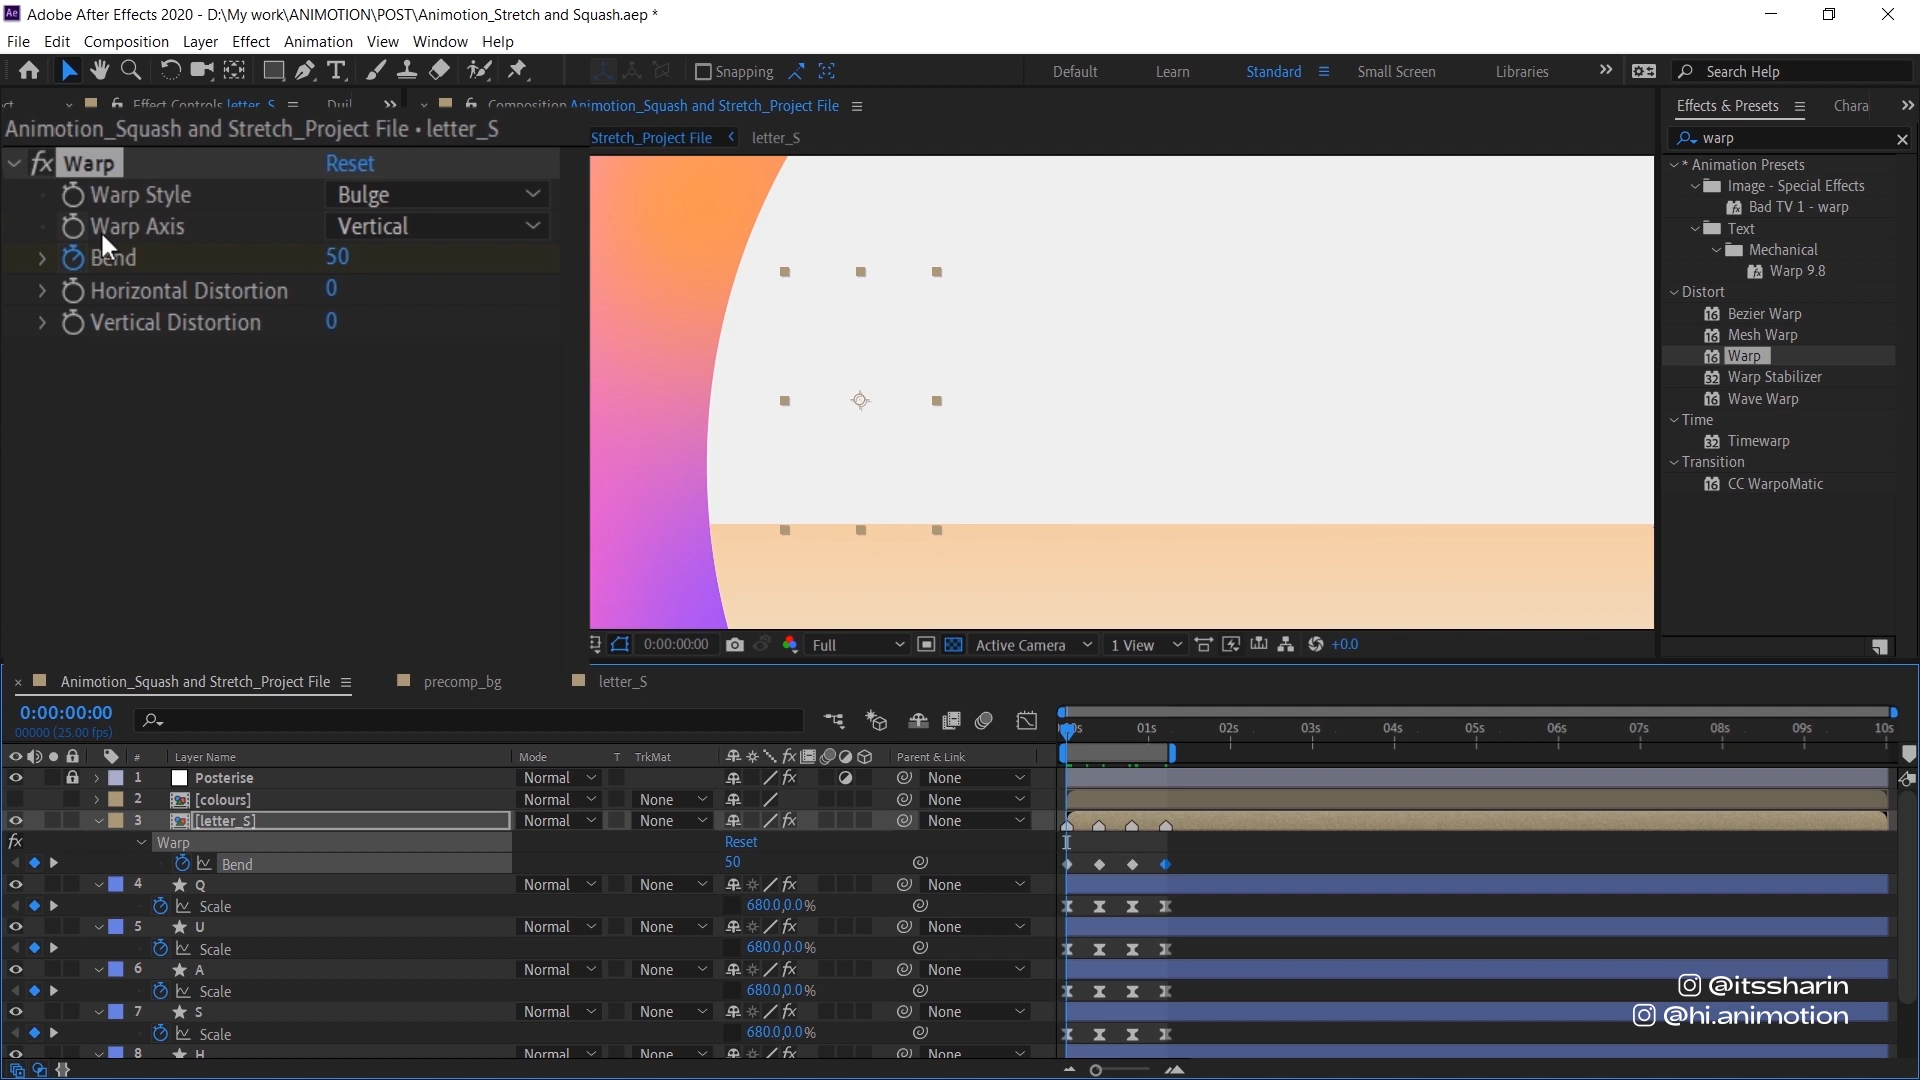 Adobe After Effects 2020 - D:\My work\ANIMOTION\POST\Animotion_Stretch and Squash.aep *
File Edit Composition Layer Effect Animation View Window Help
Snapping Default Learn Standard Small Screen Libraries Search Help
Effect Controls letter_S Composition Animotion_Squash and Stretch_Project File Effects & Presets Chara
Animotion_Squash and Stretch_Project File • letter_S
Stretch_Project File letter_S
warp
Warp Reset
Warp Style Bulge
Warp Axis Vertical
Bend 50
Horizontal Distortion 0
Vertical Distortion 0
* Animation Presets
Image - Special Effects
Bad TV 1 - warp
Text
Mechanical
Warp 9.8
Distort
Bezier Warp
Mesh Warp
Warp
Warp Stabilizer
Wave Warp
Time
Timewarp
Transition
CC WarpoMatic
0:00:00:00 Full Active Camera 1 View +0.0
Animotion_Squash and Stretch_Project File precomp_bg letter_S
0:00:00:00
00000 (25.00 fps)
01s 02s 03s 04s 05s 06s 07s 08s 09s 10s
# Layer Name Mode T TrkMat Parent & Link
1 Posterise Normal None
2 [colours] Normal None None
3 [letter_S] Normal None None
Warp Reset
Bend 50
4 Q Normal None None
Scale 680.0,0.0%
5 U Normal None None
Scale 680.0,0.0%
6 A Normal None None
Scale 680.0,0.0%
7 S Normal None None
Scale 680.0,0.0%
8 H Normal None None
@itssharin
@hi.animotion